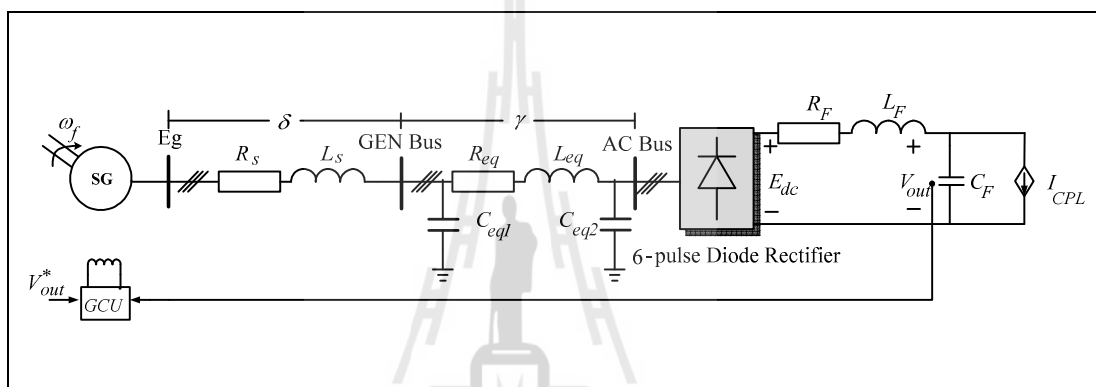 δ
γ
ω_f
Eg
GEN Bus
AC Bus
R_s
L_s
R_eq
L_eq
R_F
L_F
SG
C_eq1
C_eq2
+
E_dc
−
+
V_out
−
C_F
I_CPL
6-pulse Diode Rectifier
V*_out
GCU